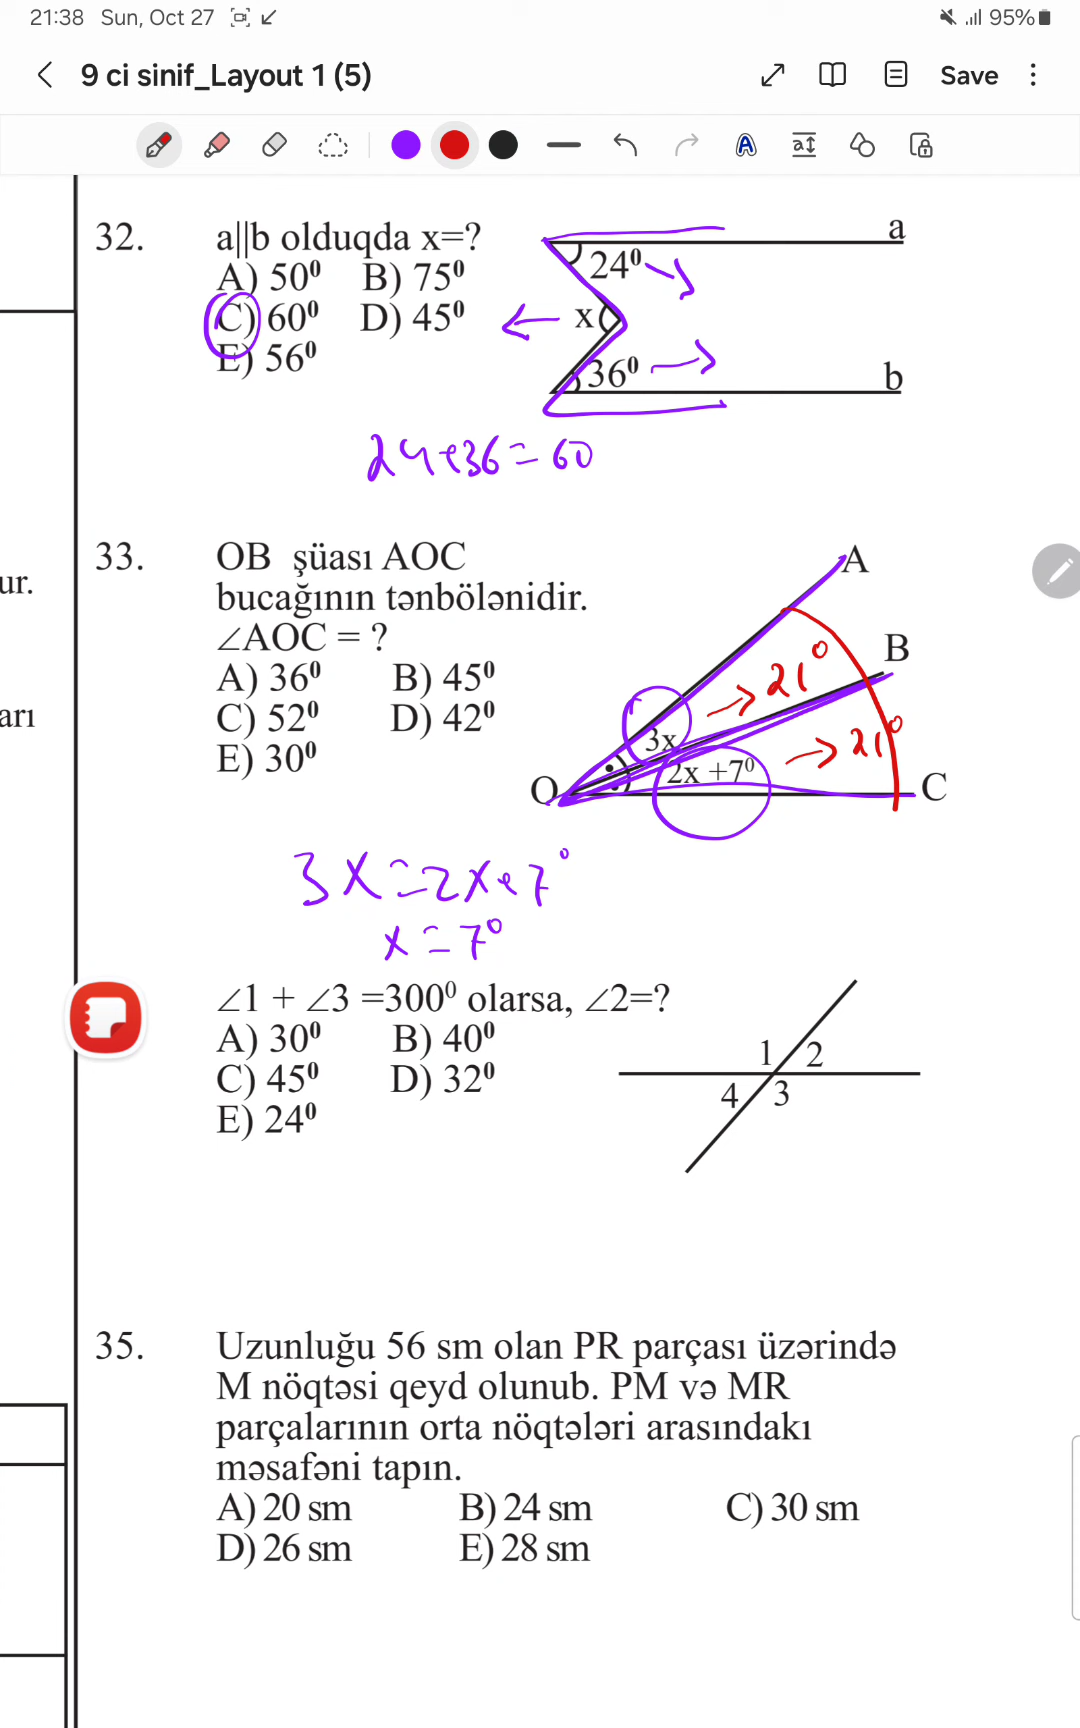 21:38 Sun, Oct 27 95%
9 ci sinif_Layout 1 (5) Save
32. a||b olduqda x=?
A) 50⁰ B) 75⁰
C) 60⁰ D) 45⁰
E) 56⁰
a
24⁰
x
36⁰
b
24+36=60
ur.
arı
33. OB şüası AOC
bucağının tənbölənidir.
∠AOC = ?
A) 36⁰ B) 45⁰
C) 52⁰ D) 42⁰
E) 30⁰
A
B
21⁰
21⁰
3x
2x +7⁰
O
C
3x=2x+7°
x=7⁰
∠1 + ∠3 =300⁰ olarsa, ∠2=?
A) 30⁰ B) 40⁰
C) 45⁰ D) 32⁰
E) 24⁰
1 2
4 3
35. Uzunluğu 56 sm olan PR parçası üzərində
M nöqtəsi qeyd olunub. PM və MR
parçalarının orta nöqtələri arasındakı
məsafəni tapın.
A) 20 sm B) 24 sm C) 30 sm
D) 26 sm E) 28 sm